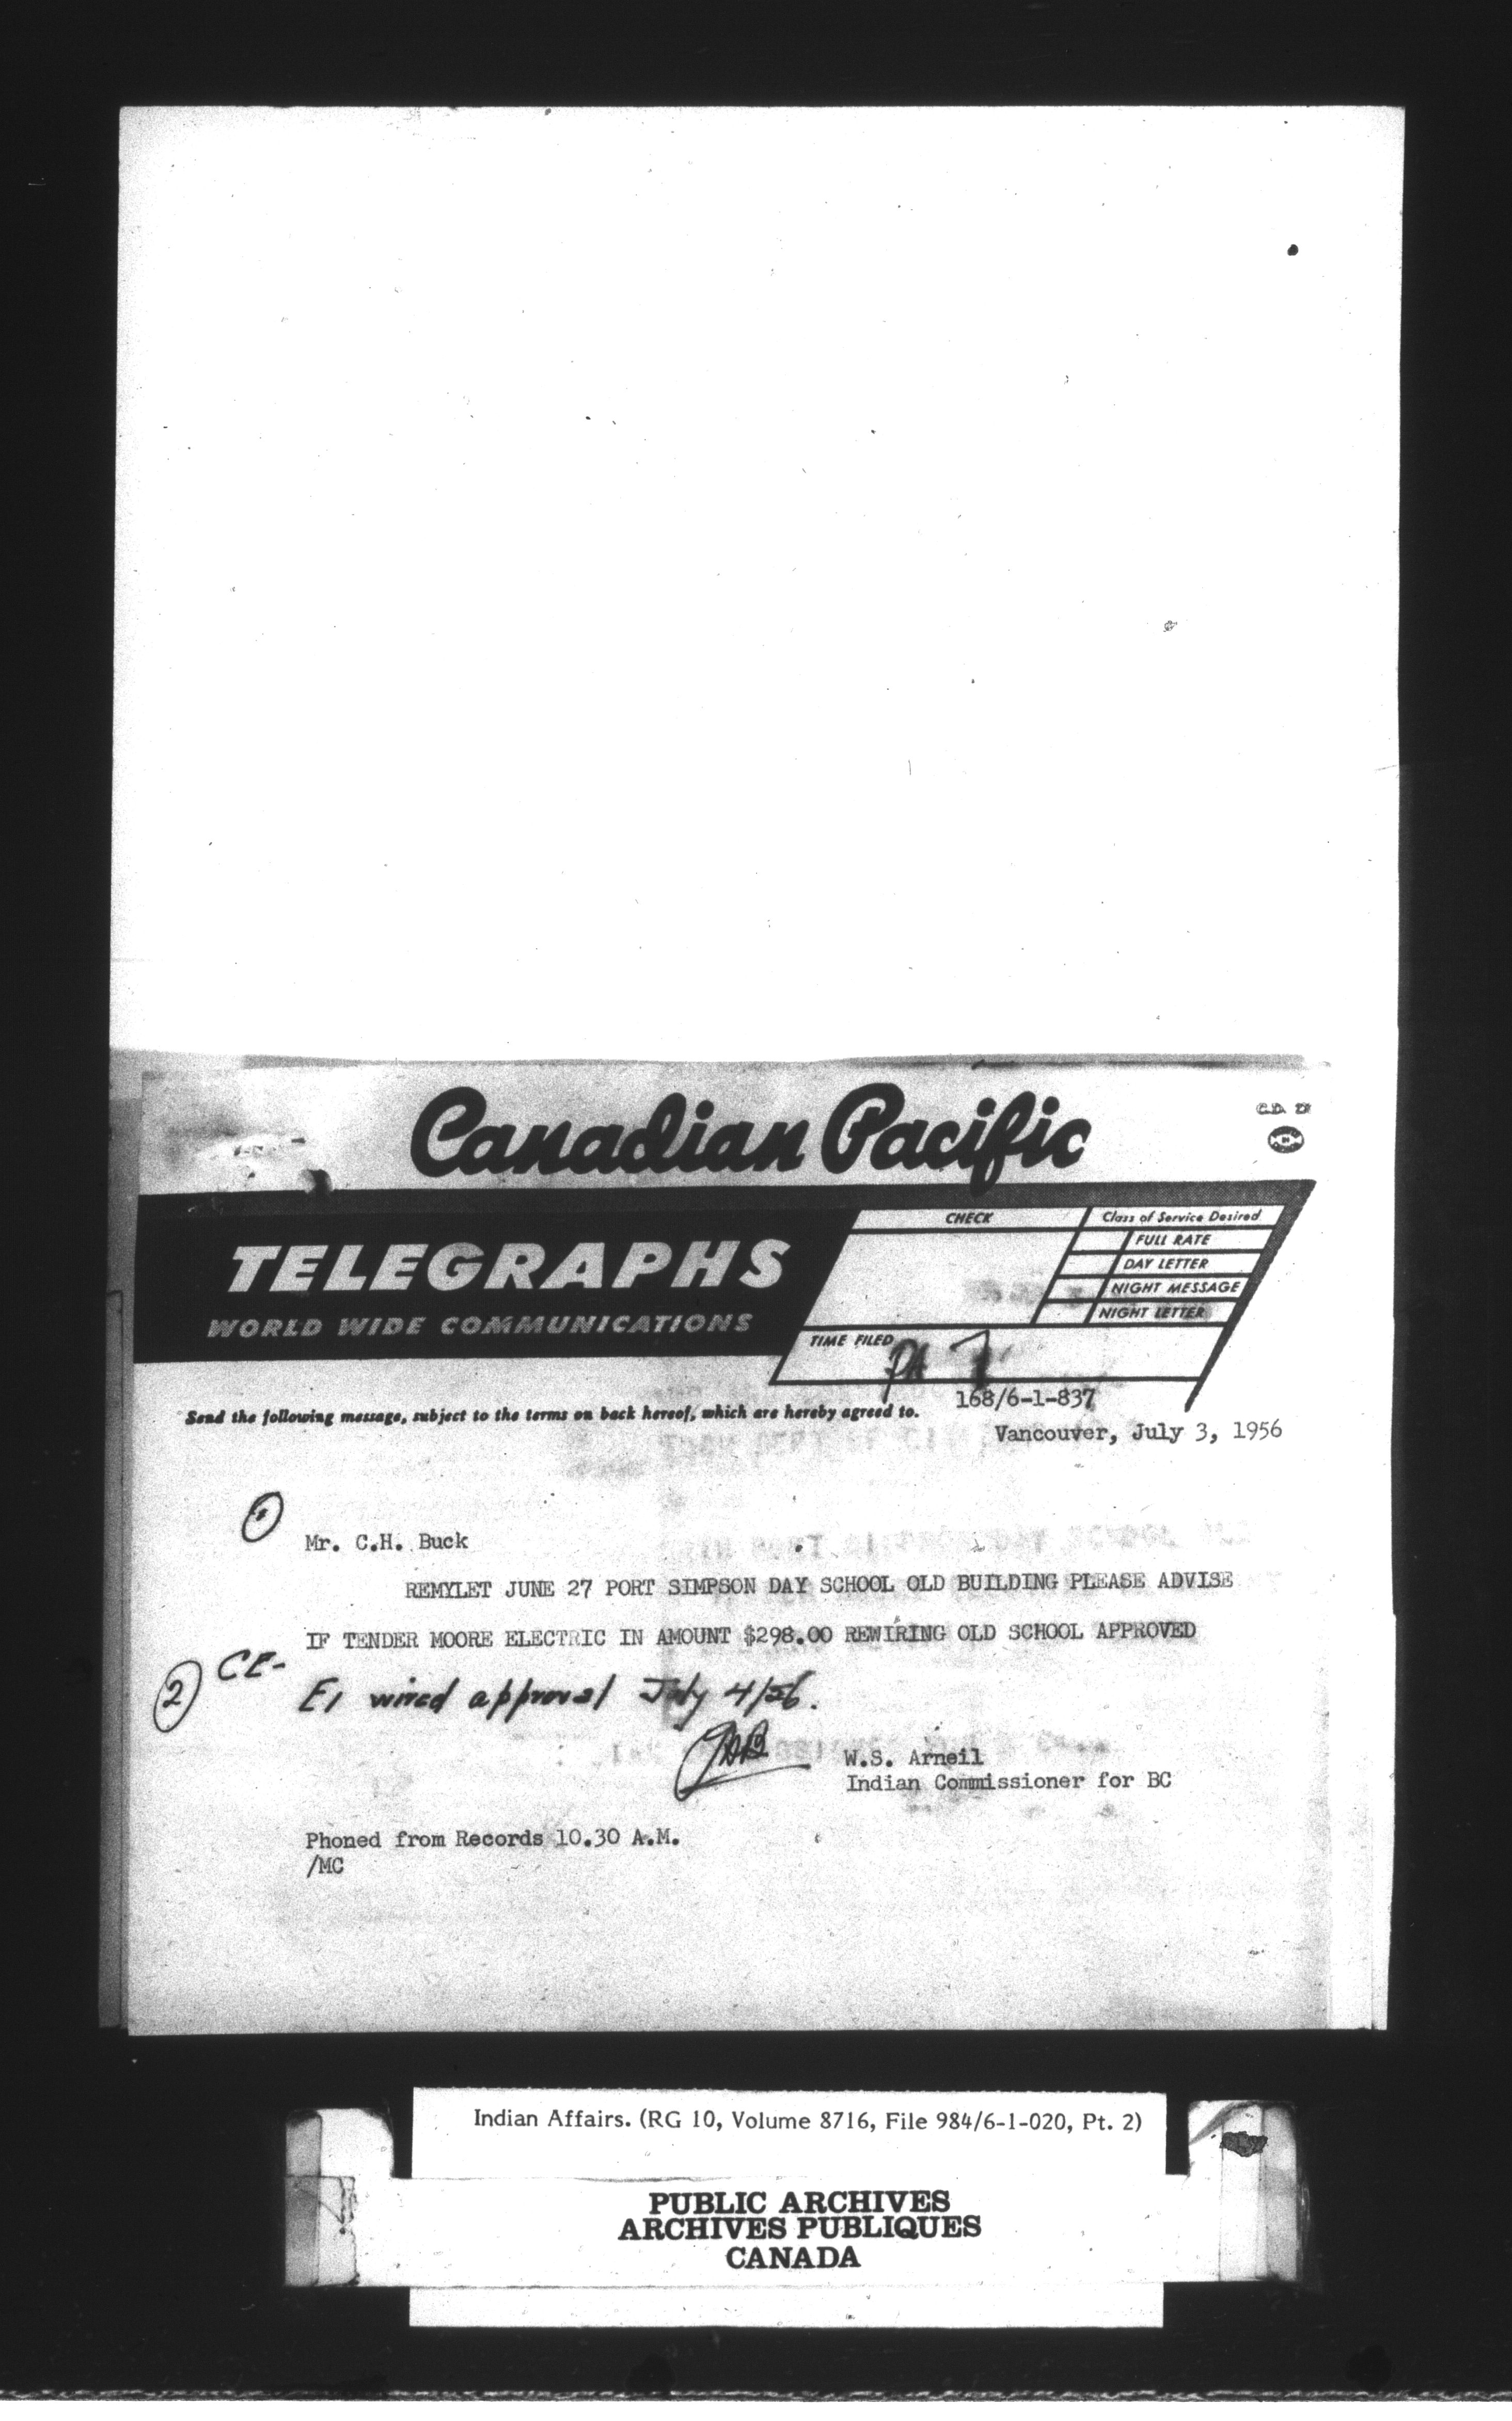 Canadian Pacific
TELEGRAPHS
WORLD WIDE COMMUNICATIONS
CHECK
Class of Service Desired
FULL RATE
DAY LETTER
NIGHT MESSAGE
NIGHT LETTER
TIME FILED
PA 7
168/6-1-837
Send the following message, subject to the terms on back hereof, which are hereby agreed to.
Vancouver, July 3, 1956
Mr. C.H. Buck
REMYLET JUNE 27 PORT SIMPSON DAY SCHOOL OLD BUILDING PLEASE ADVISE
IF TENDER MOORE ELECTRIC IN AMOUNT $298.00 REWIRING OLD SCHOOL APPROVED
2 CE-
E1 wired approval July 4/56.
W.S. Arneil
Indian Commissioner for BC
Phoned from Records 10.30 A.M.
/MC
Indian Affairs. (RG 10, Volume 8716, File 984/6-1-020, Pt. 2)
PUBLIC ARCHIVES
ARCHIVES PUBLIQUES
CANADA